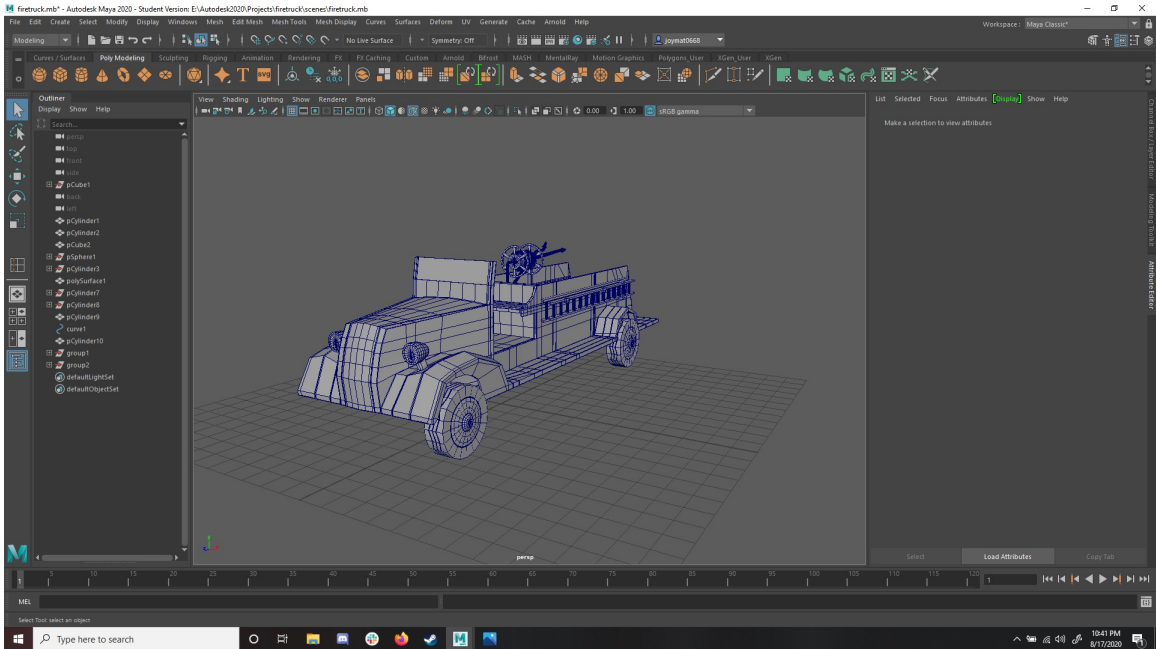 firetruck.mb* - Autodesk Maya 2020 - Student Version: E:\Autodesk2020\Projects\firetruck\scenes\firetruck.mb
File Edit Create Select Modify Display Windows Mesh Edit Mesh Mesh Tools Mesh Display Curves Surfaces Deform UV Generate Cache Arnold Help
Workspace: Maya Classic*
Modeling
No Live Surface
Symmetry: Off
joymat0668
Curves / Surfaces Poly Modeling Sculpting Rigging Animation Rendering FX FX Caching Custom Arnold Bifrost MASH MentalRay Motion Graphics Polygons_User XGen_User XGen
Outliner
Display Show Help
Search...
persp
top
front
side
pCube1
back
left
pCylinder1
pCylinder2
pCube2
pSphere1
pCylinder3
polySurface1
pCylinder7
pCylinder8
pCylinder9
curve1
pCylinder10
group1
group2
defaultLightSet
defaultObjectSet
View Shading Lighting Show Renderer Panels
0.00 1.00 sRGB gamma
persp
List Selected Focus Attributes Display Show Help
Make a selection to view attributes
Channel Box / Layer Editor
Modeling Toolkit
Attribute Editor
Select Load Attributes Copy Tab
1 5 10 15 20 25 30 35 40 45 50 55 60 65 70 75 80 85 90 95 100 105 110 115 120 1
MEL
Select Tool: select an object
Type here to search
10:41 PM
8/17/2020